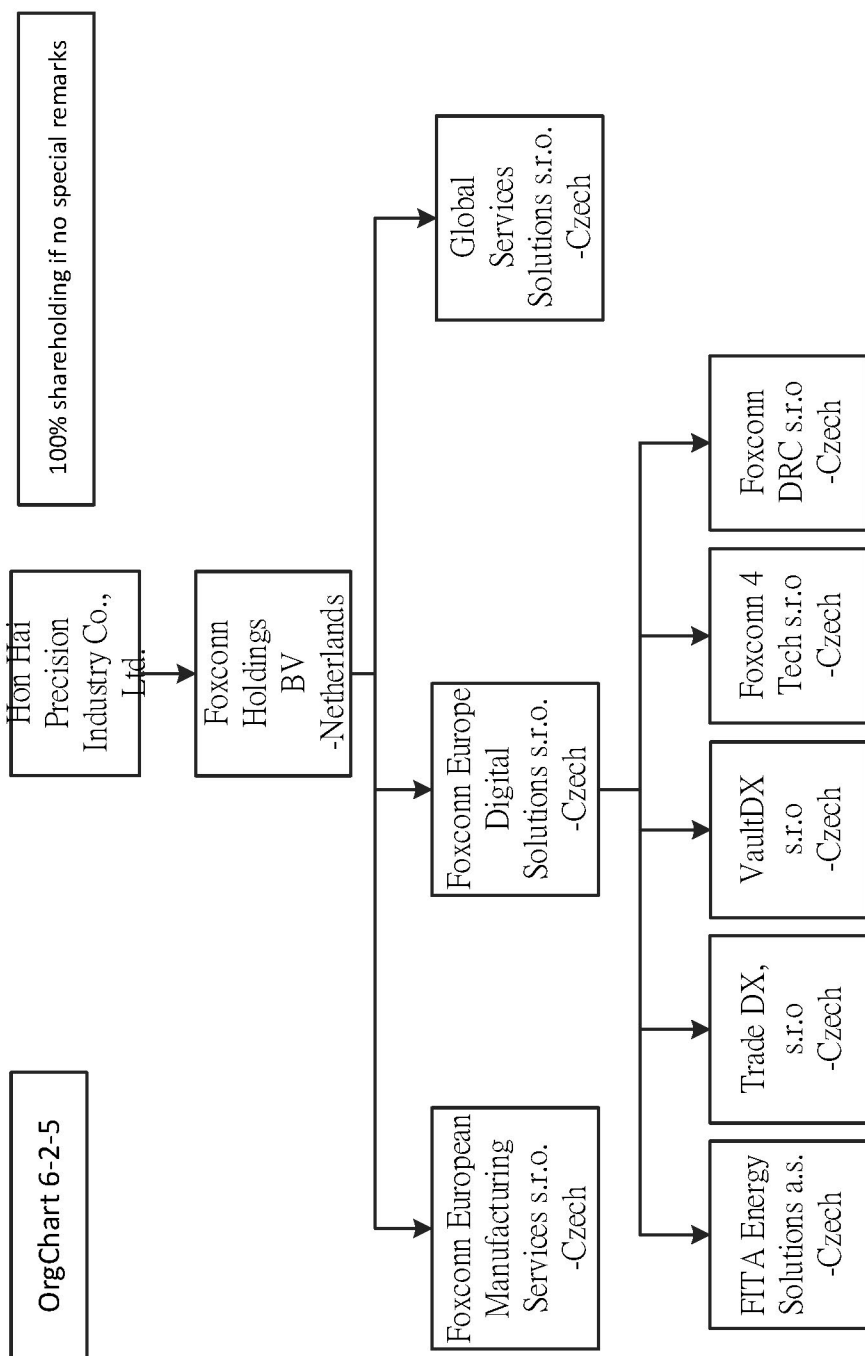 OrgChart 6-2-5
100% shareholding if no special remarks
Hon Hai
Precision
Industry Co.,
Ltd.
Foxconn
Holdings
BV
-Netherlands
Foxconn European
Manufacturing
Services s.r.o.
-Czech
Foxconn Europe
Digital
Solutions s.r.o.
-Czech
Global
Services
Solutions s.r.o.
-Czech
FITA Energy
Solutions a.s.
-Czech
Trade DX,
s.r.o
-Czech
VaultDX
s.r.o
-Czech
Foxconn 4
Tech s.r.o
-Czech
Foxconn
DRC s.r.o
-Czech